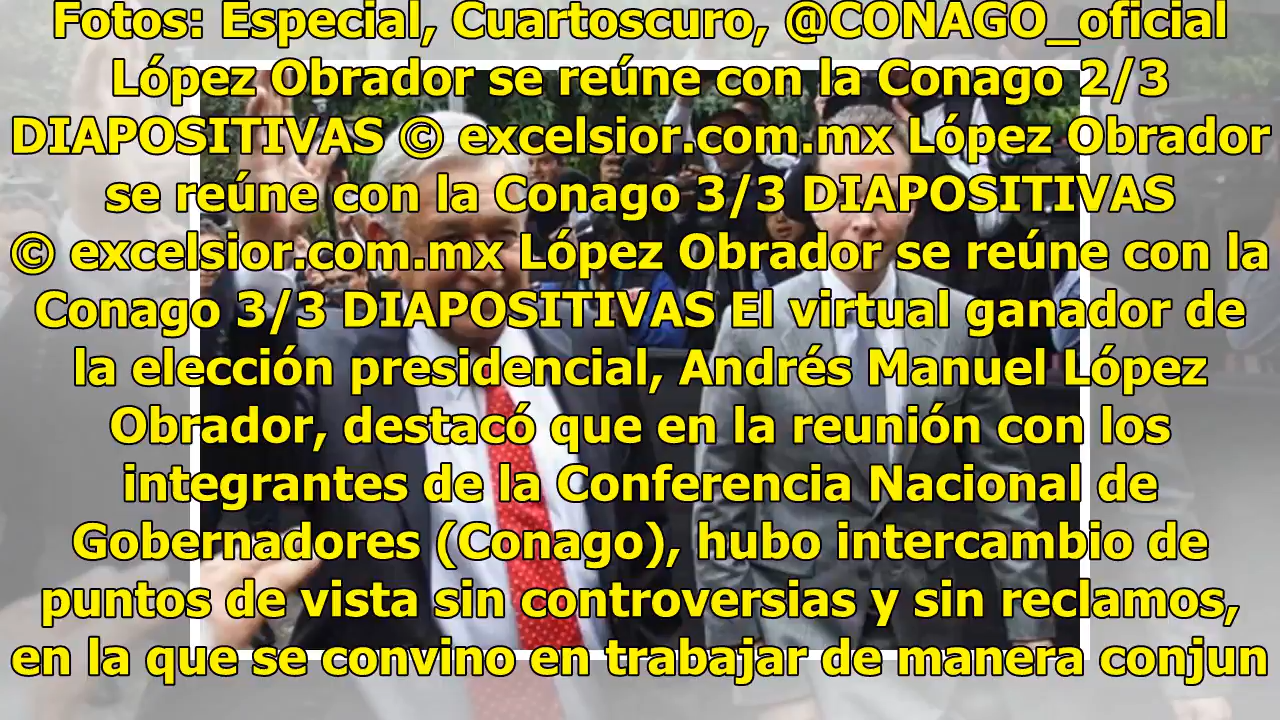 Fotos: Especial, Cuartoscuro, @CONAGO_oficial
López Obrador se reúne con la Conago 2/3
DIAPOSITIVAS © excelsior.com.mx López Obrador
se reúne con la Conago 3/3 DIAPOSITIVAS
© excelsior.com.mx López Obrador se reúne con la
Conago 3/3 DIAPOSITIVAS El virtual ganador de
la elección presidencial, Andrés Manuel López
Obrador, destacó que en la reunión con los
integrantes de la Conferencia Nacional de
Gobernadores (Conago), hubo intercambio de
puntos de vista sin controversias y sin reclamos,
en la que se convino en trabajar de manera conjun